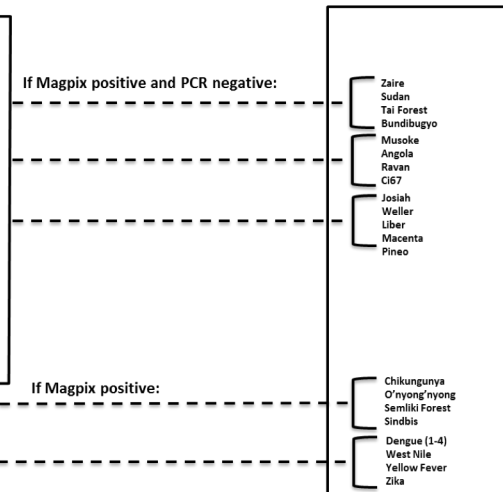 If Magpix positive and PCR negative:
Zaire
Sudan
Tai Forest
Bundibugyo
Musoke
Angola
Ravan
Ci67
Josiah
Weller
Liber
Macenta
Pineo
If Magpix positive:
Chikungunya
O'nyong'nyong
Semliki Forest
Sindbis
Dengue (1-4)
West Nile
Yellow Fever
Zika